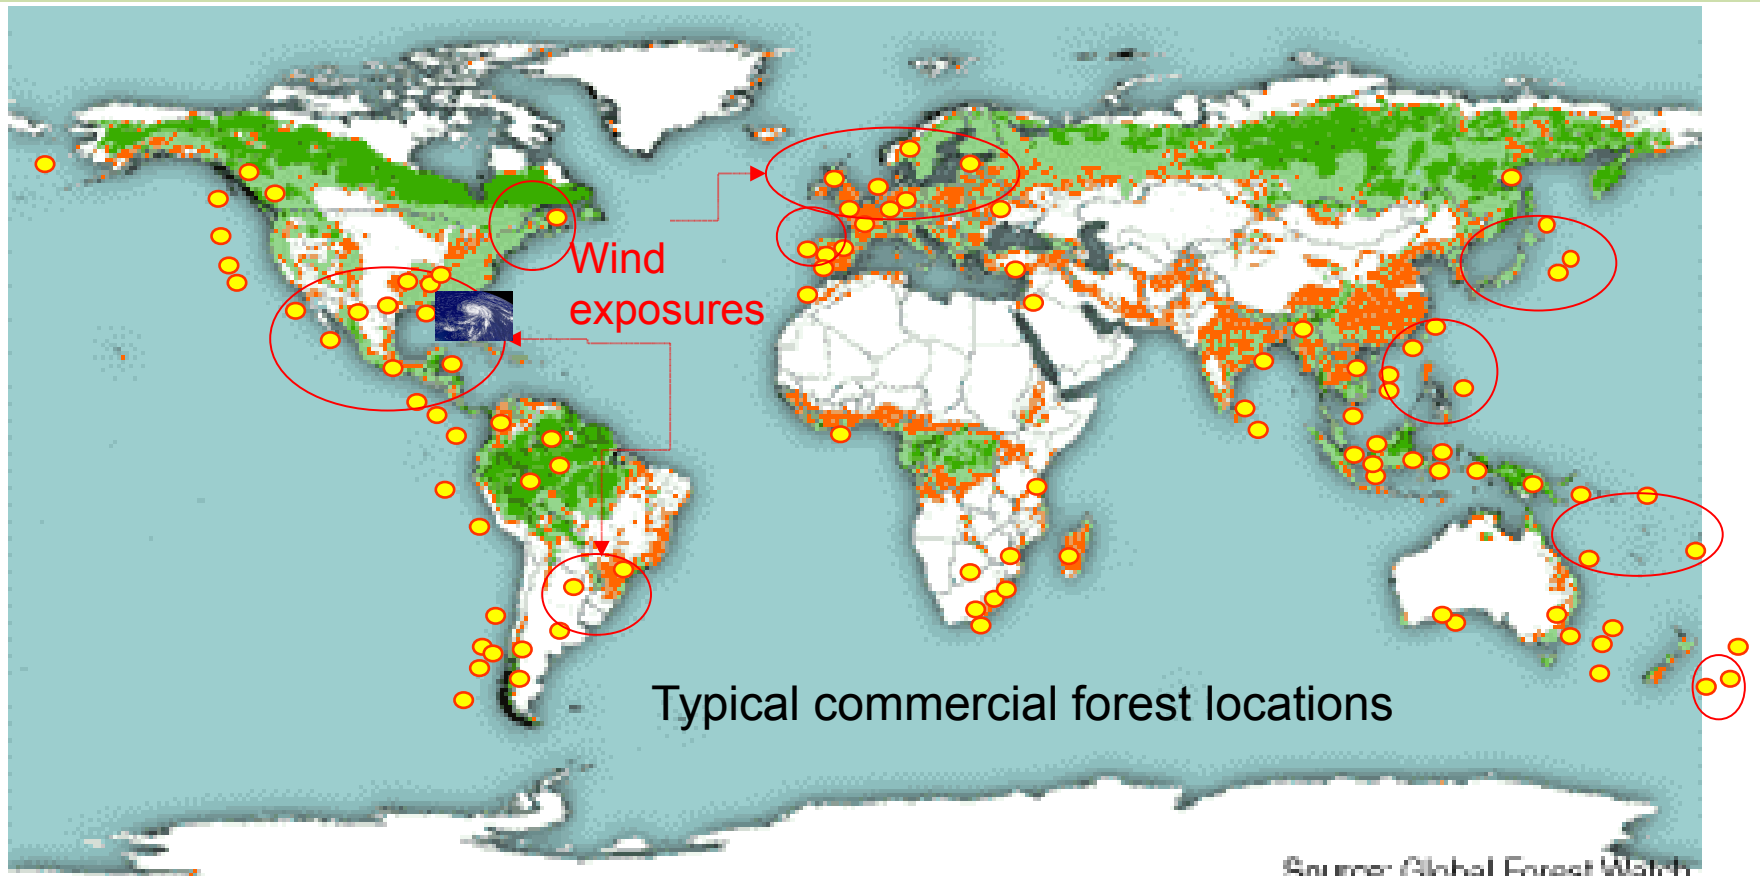 Wind
exposures
Typical commercial forest locations
Source: Global Forest Watch